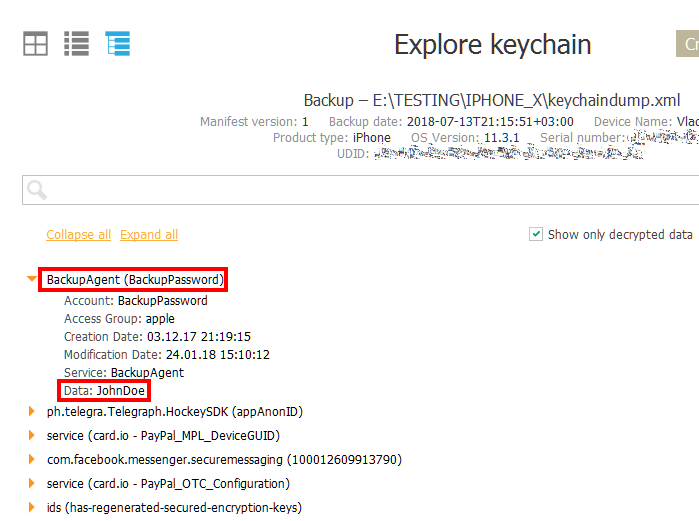 Explore keychain
Cr
Backup – E:\TESTING\IPHONE_X\keychaindump.xml
Manifest version: 1 Backup date: 2018-07-13T21:15:51+03:00 Device Name: Vlad
Product type: iPhone OS Version: 11.3.1 Serial number:
UDID:
Collapse all Expand all
Show only decrypted data
BackupAgent (BackupPassword)
Account: BackupPassword
Access Group: apple
Creation Date: 03.12.17 21:19:15
Modification Date: 24.01.18 15:10:12
Service: BackupAgent
Data: JohnDoe
ph.telegra.Telegraph.HockeySDK (appAnonID)
service (card.io - PayPal_MPL_DeviceGUID)
com.facebook.messenger.securemessaging (100012609913790)
service (card.io - PayPal_OTC_Configuration)
ids (has-regenerated-secured-encryption-keys)